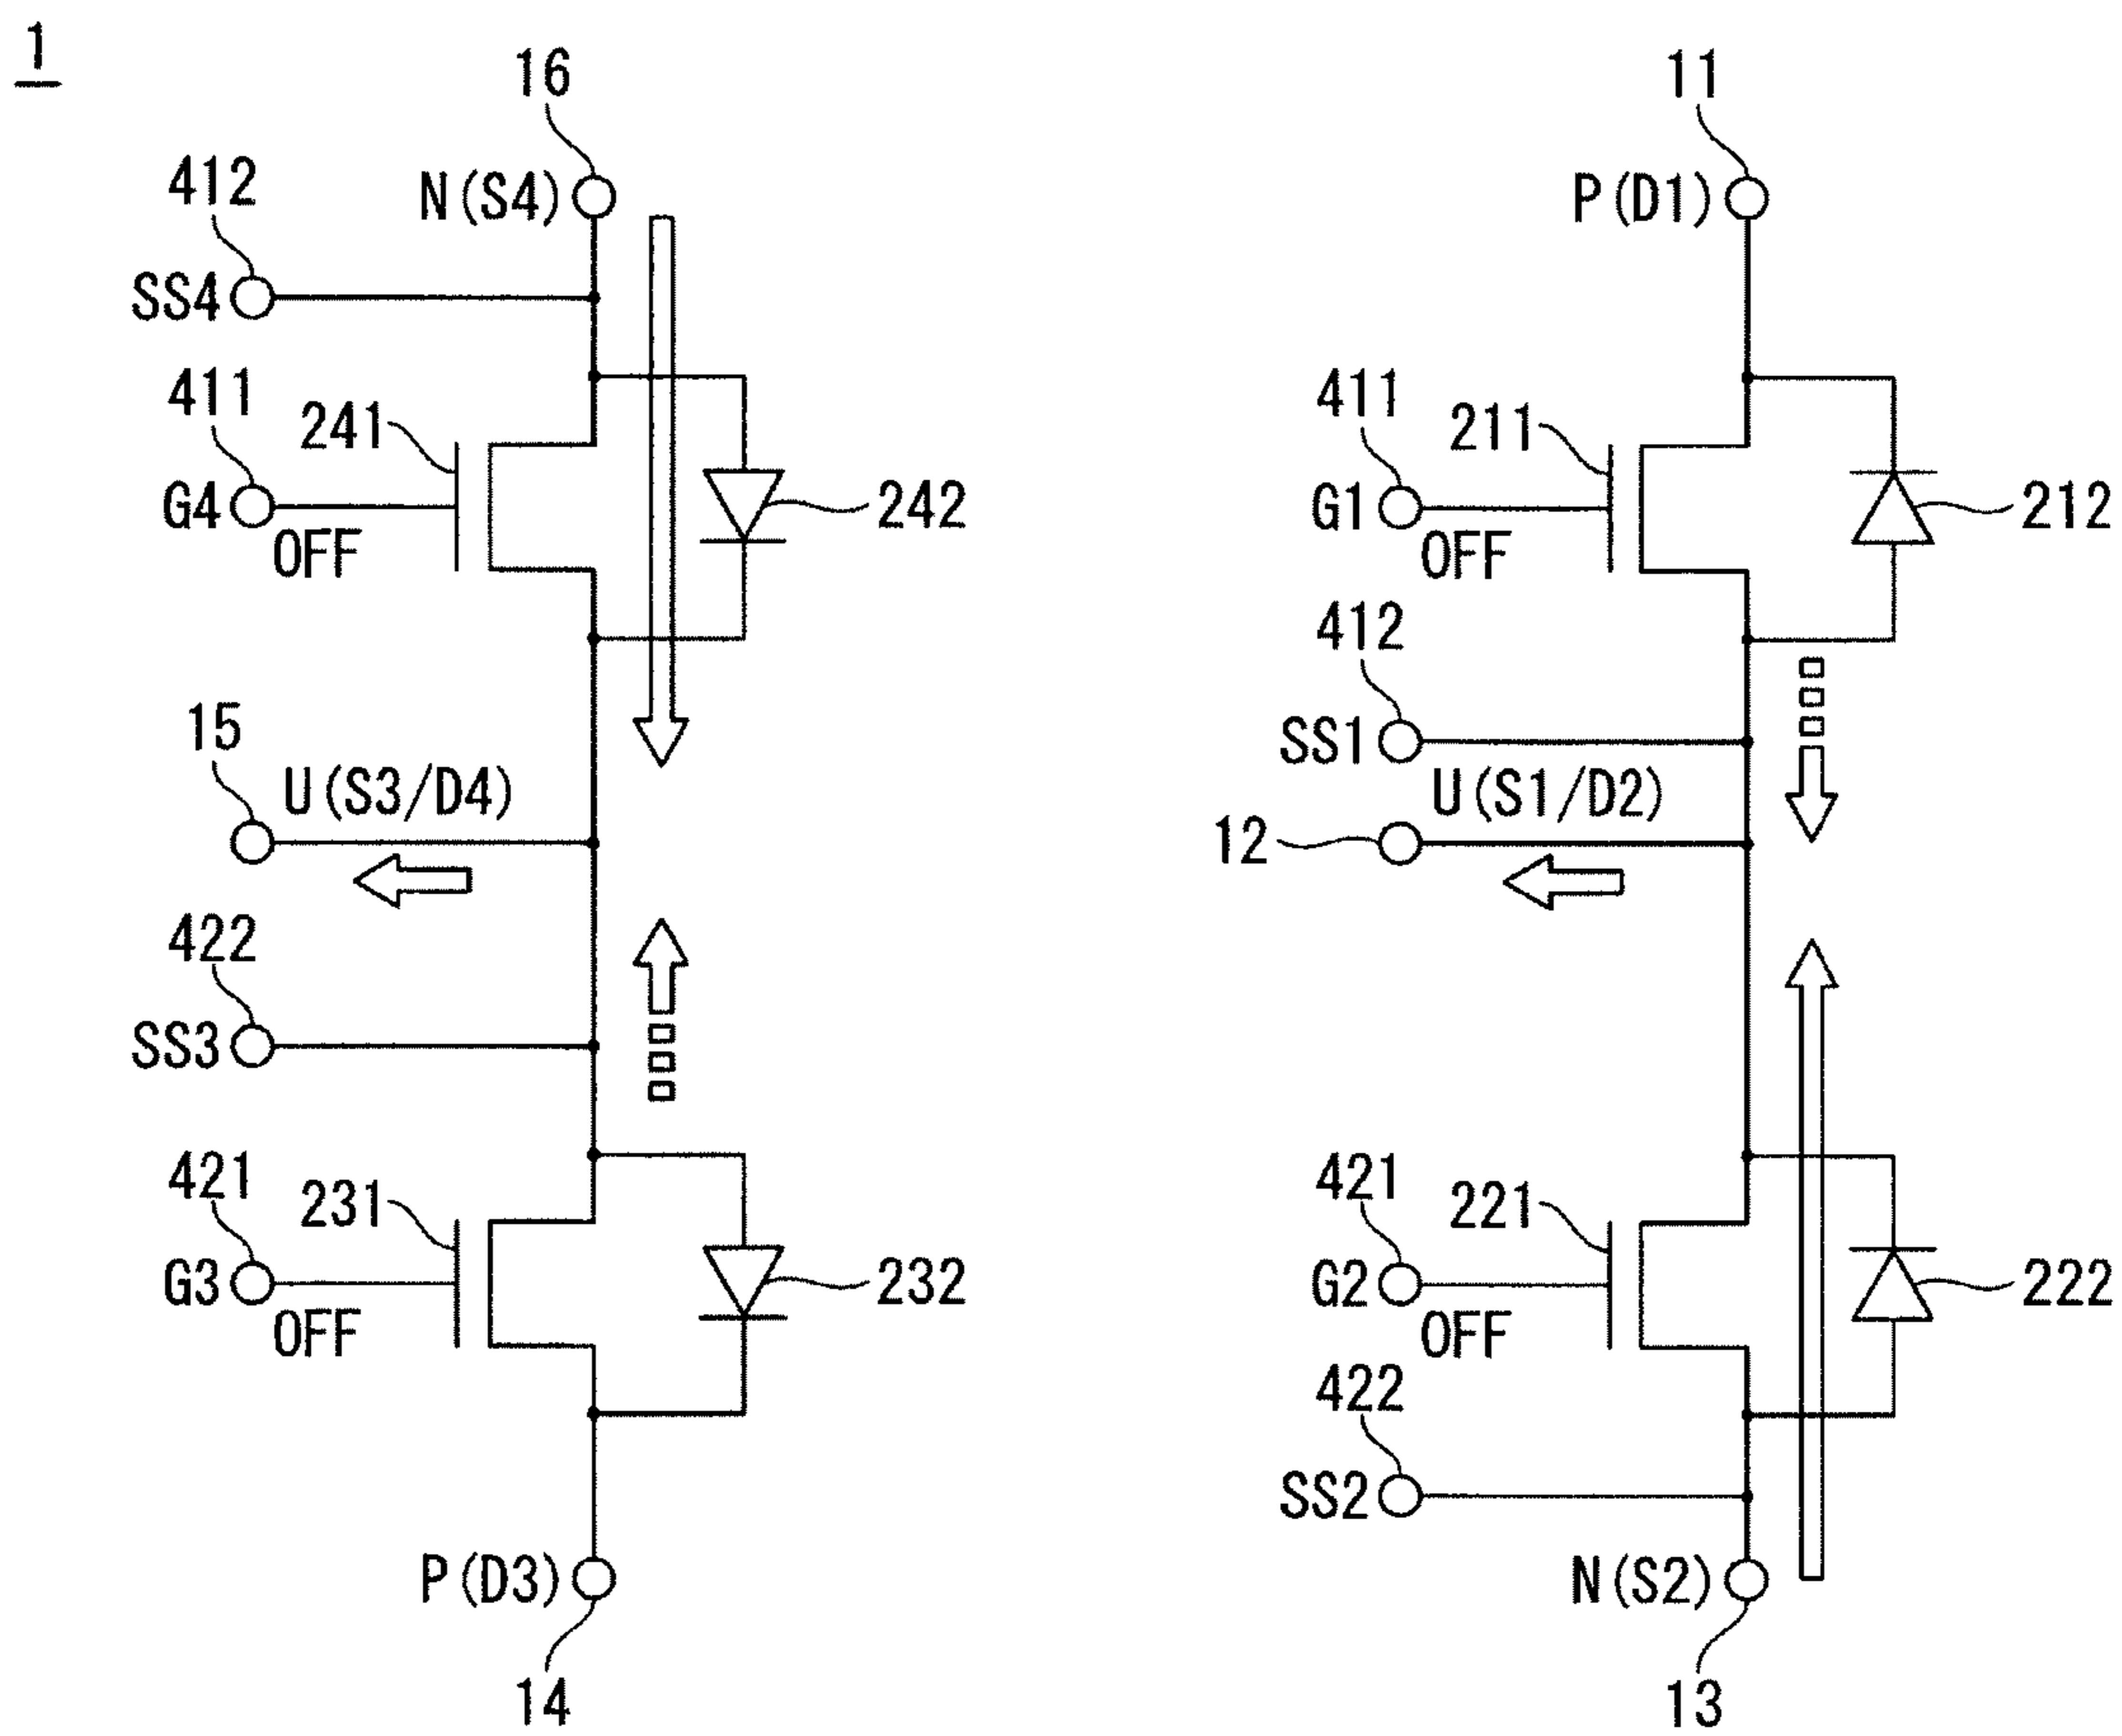 1
16
412
N(S4)
SS4
411
241
G4
OFF
242
15
U(S3/D4)
422
SS3
421
231
G3
OFF
232
P(D3)
14
11
P(D1)
411
211
G1
OFF
212
412
SS1
U(S1/D2)
12
421
221
G2
OFF
222
422
SS2
N(S2)
13